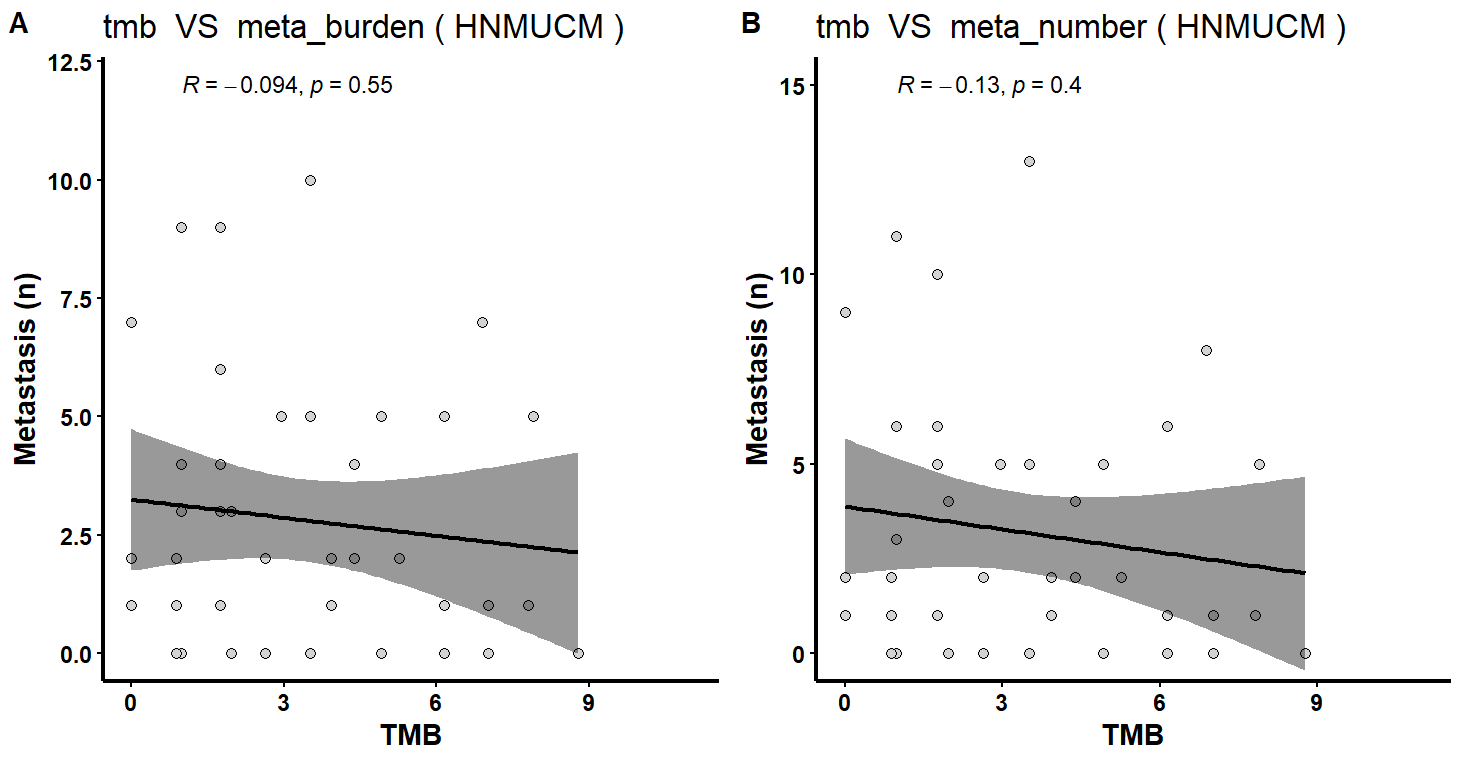 A
tmb VS meta_burden ( HNMUCM )
R = −0.094, p = 0.55
12.5
10.0
7.5
5.0
2.5
0.0
Metastasis (n)
0 3 6 9
TMB
B
tmb VS meta_number ( HNMUCM )
R = −0.13, p = 0.4
15
10
5
0
Metastasis (n)
0 3 6 9
TMB